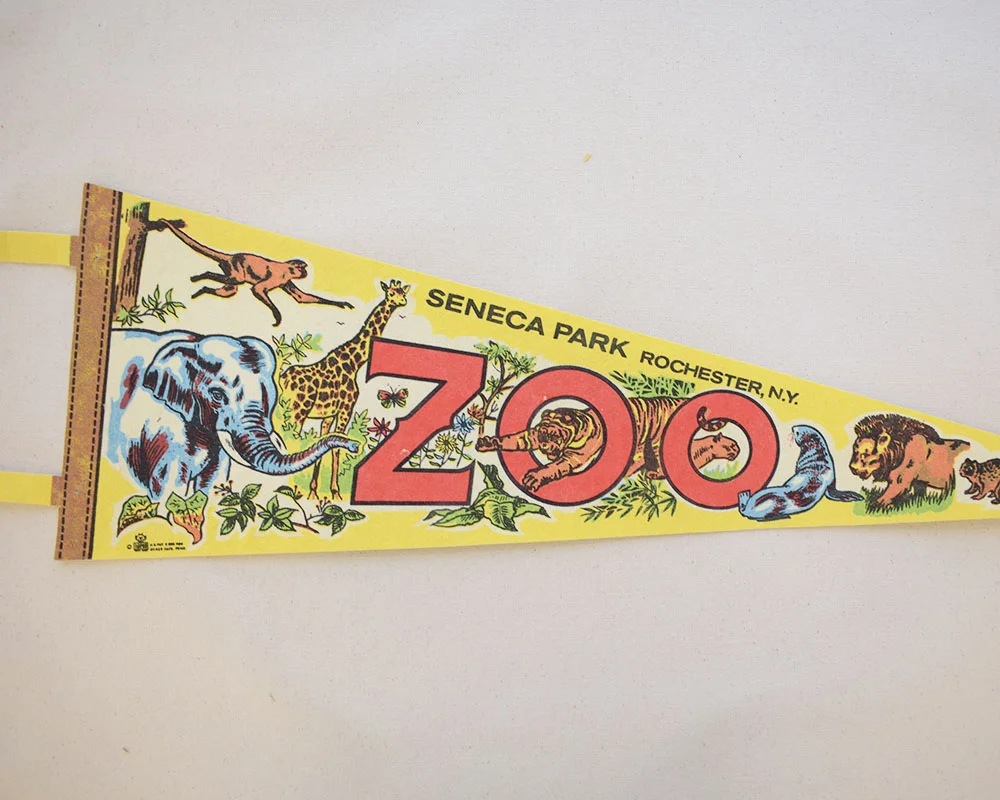 SENECA PARK ROCHESTER, N.Y.
ZOO